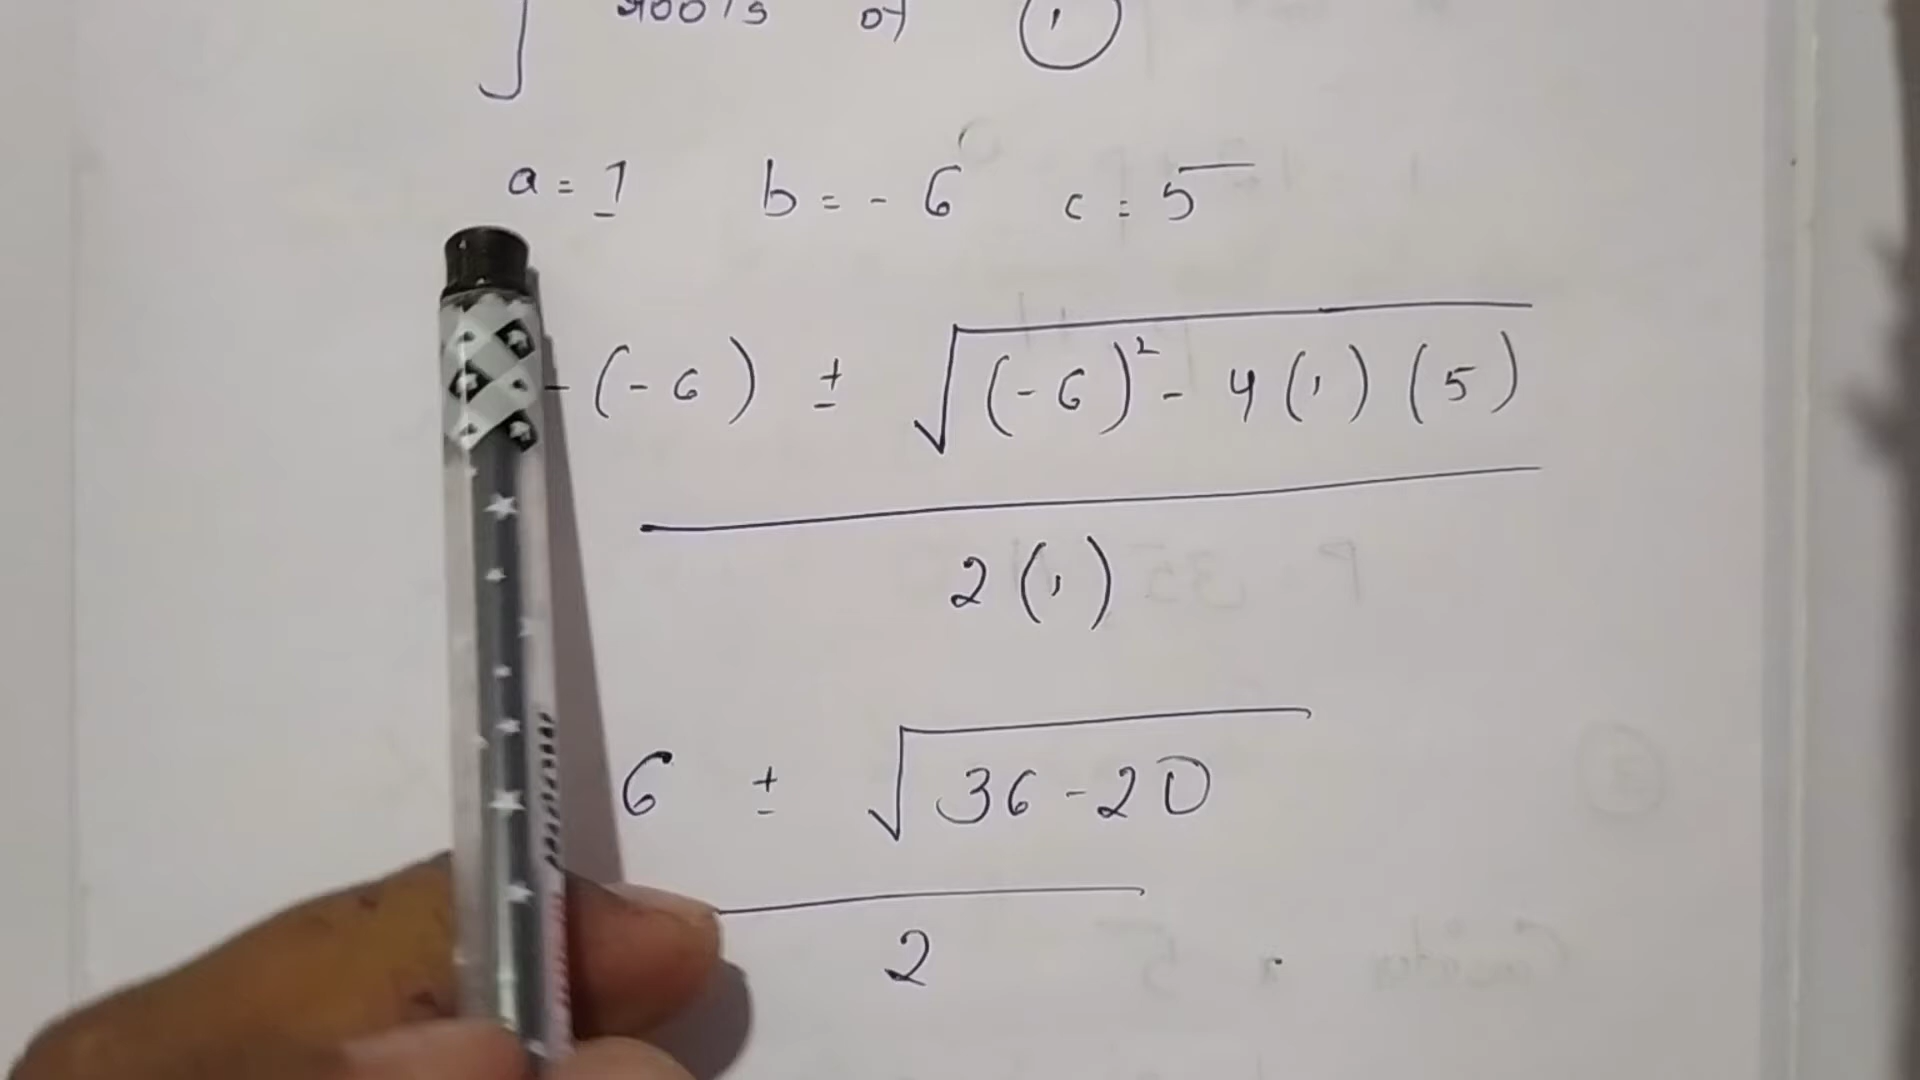 roots of (1)
a = 1 b = - 6 c = 5
- (- 6) ± √(-6)² - 4 (1) (5)
2 (1)
6 ± √36 - 20
2